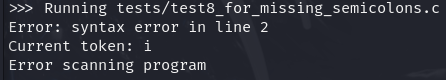 >>> Running tests/test8_for_missing_semicolons.c
Error: syntax error in line 2
Current token: i
Error scanning program